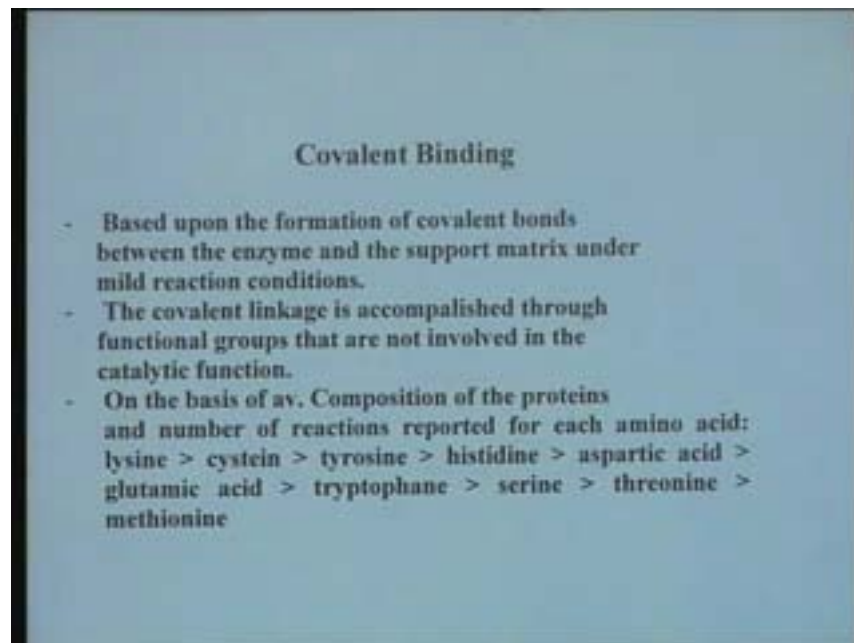 Covalent Binding
- Based upon the formation of covalent bonds
between the enzyme and the support matrix under
mild reaction conditions.
- The covalent linkage is accompalished through
functional groups that are not involved in the
catalytic function.
- On the basis of av. Composition of the proteins
and number of reactions reported for each amino acid:
lysine > cystein > tyrosine > histidine > aspartic acid >
glutamic acid > tryptophane > serine > threonine >
methionine